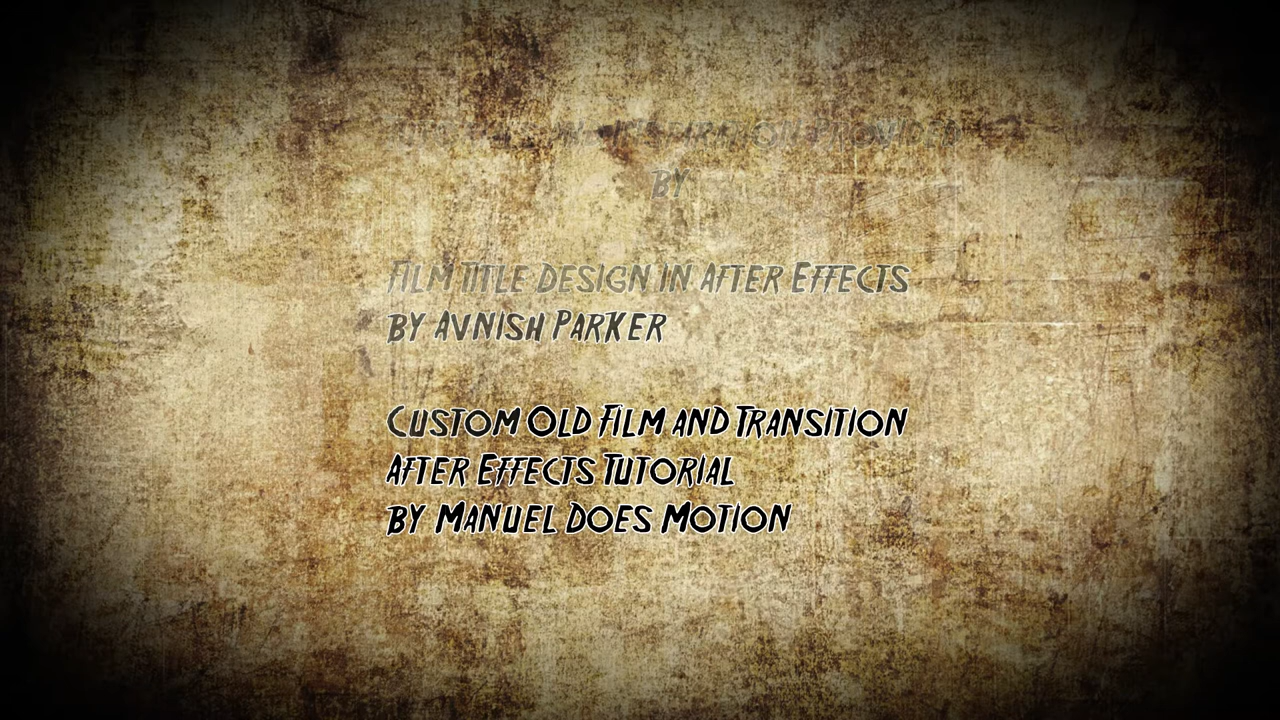 PROVIDED
BY
FILM TITLE DESIGN IN AFTER EFFECTS
BY AVNISH PARKER
CUSTOM OLD FILM AND TRANSITION
AFTER EFFECTS TUTORIAL
BY MANUEL DOES MOTION